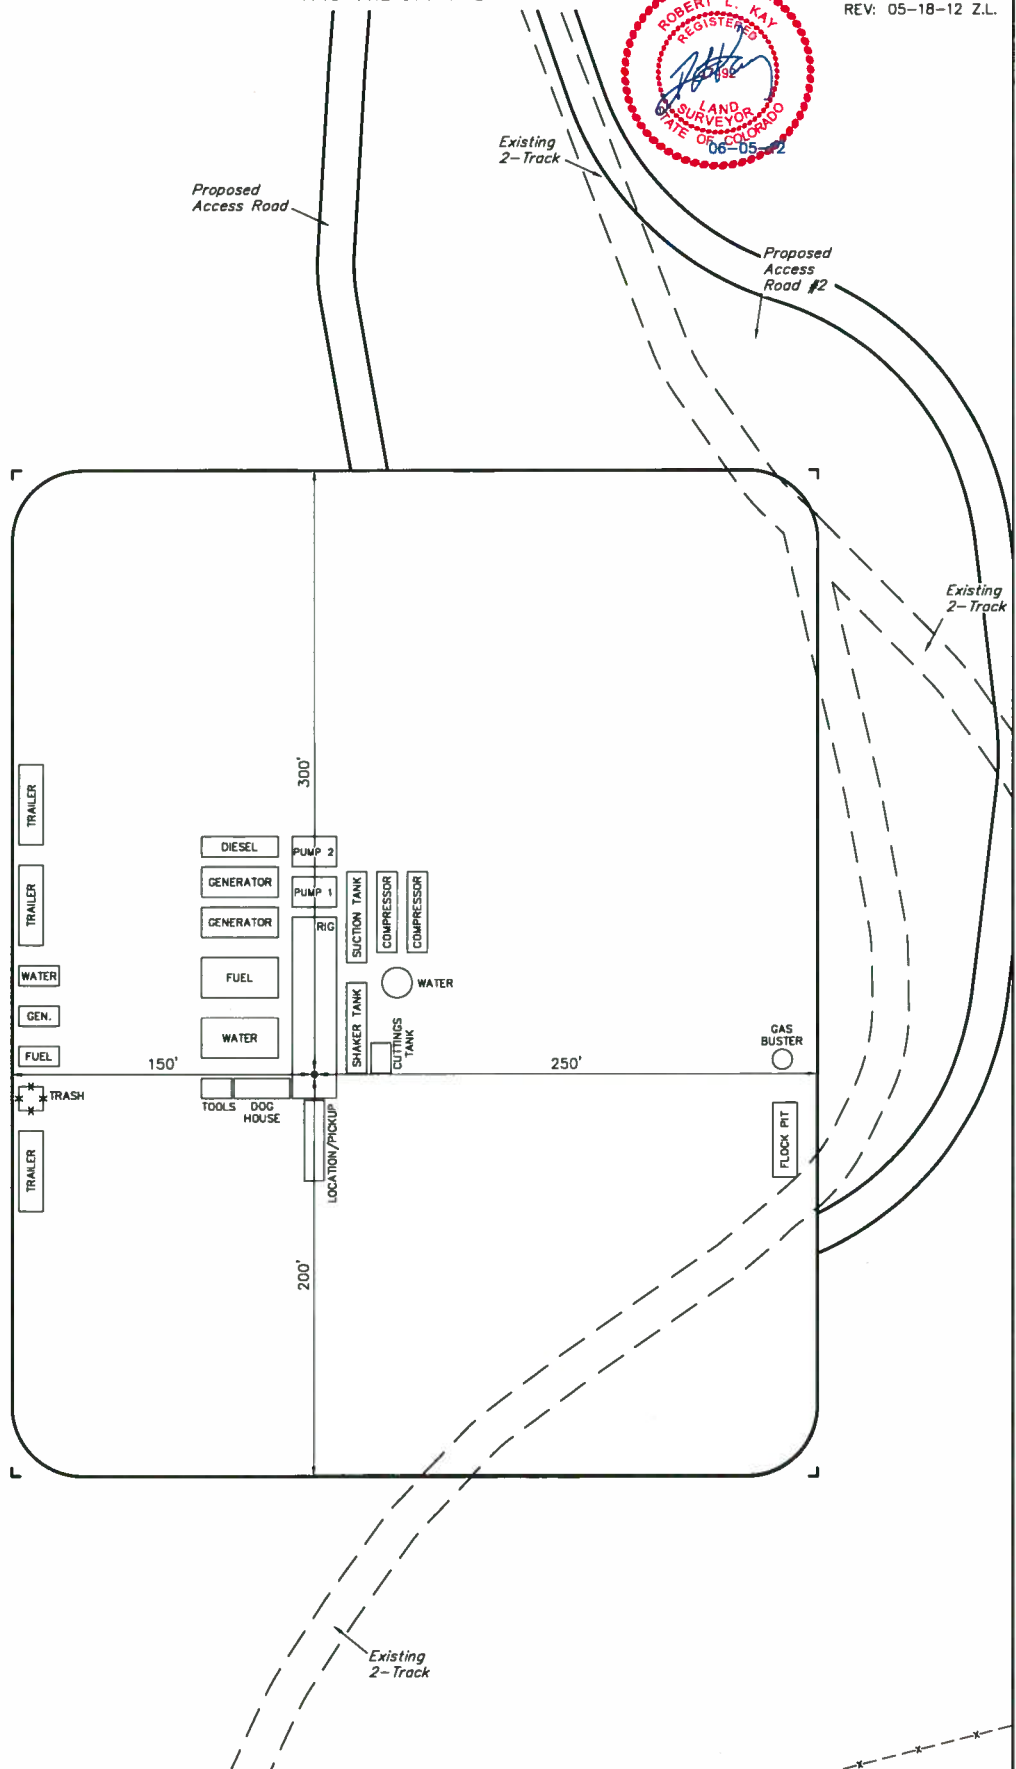 REV: 05-18-12 Z.L.
ROBERT L. KAY
REGISTERED
LAND
SURVEYOR
STATE OF COLORADO
Existing
2-Track
Proposed
Access Road
Proposed
Access
Road #2
Existing
2-Track
300'
TRAILER
DIESEL
PUMP 2
TRAILER
GENERATOR
PUMP 1
SUCTION TANK
COMPRESSOR
COMPRESSOR
GENERATOR
RIG
WATER
FUEL
WATER
GEN.
SHAKER TANK
WATER
CUTTINGS
TANK
GAS
BUSTER
FUEL
150'
250'
TRASH
TOOLS
DOG
HOUSE
LOCATION/PICKUP
FLOCK PIT
TRAILER
200'
Existing
2-Track